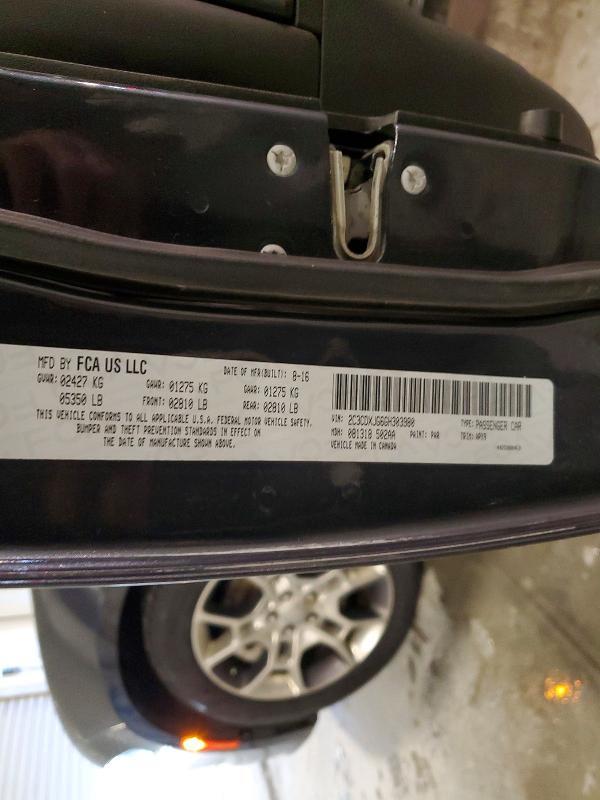 MFD BY FCA US LLC DATE OF MFR(BUILT): 8-16
GVWR: 02427 KG GAWR: 01275 KG GAWR: 01275 KG
05350 LB FRONT: 02810 LB REAR: 02810 LB
THIS VEHICLE CONFORMS TO ALL APPLICABLE U.S.A. FEDERAL MOTOR VEHICLE SAFETY,
BUMPER AND THEFT PREVENTION STANDARDS IN EFFECT ON
THE DATE OF MANUFACTURE SHOWN ABOVE.
VIN: 2C3CDXJG6GH303980 TYPE: PASSENGER CAR
MDH: 081310 502AA PAINT: PAR TRIM: APX9
VEHICLE MADE IN CANADA